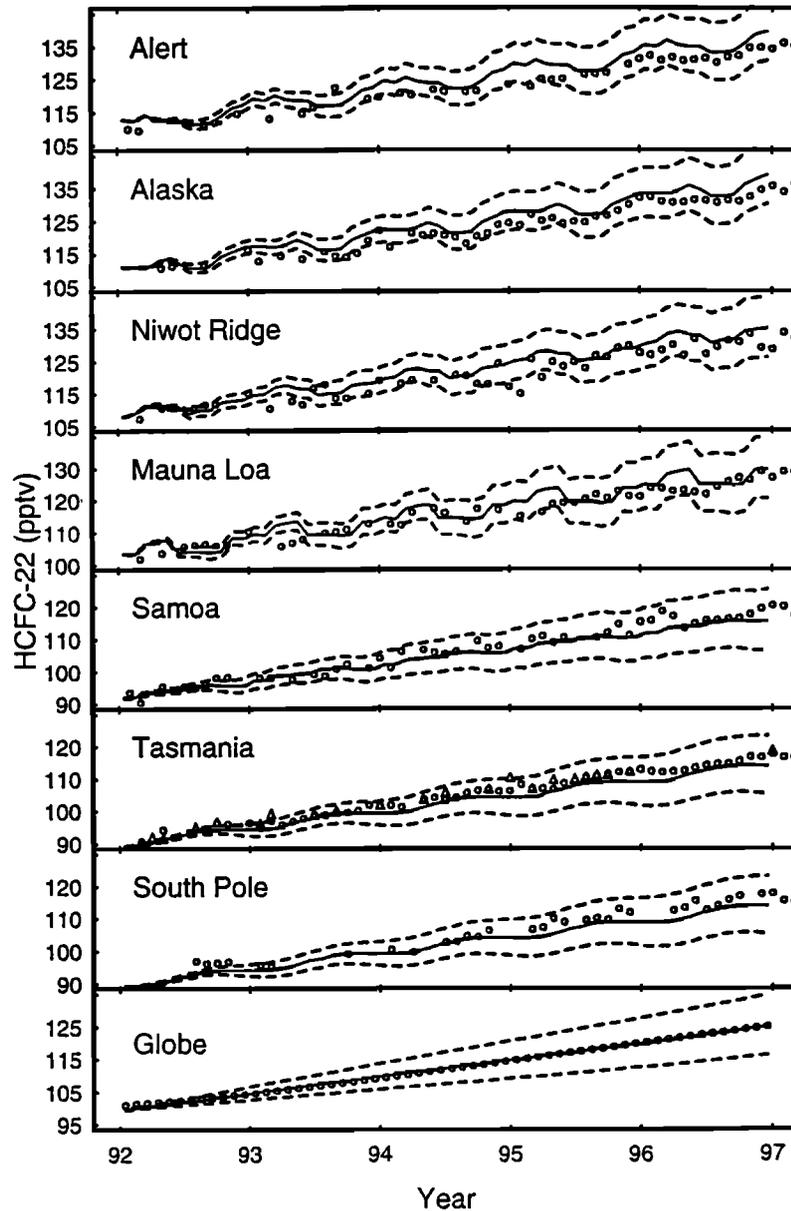 HCFC-22 (pptv)
Alert
135
125
115
105
Alaska
135
125
115
105
Niwot Ridge
135
125
115
105
Mauna Loa
130
120
110
100
Samoa
120
110
100
90
Tasmania
120
110
100
90
South Pole
120
110
100
90
Globe
125
115
105
95
92 93 94 95 96 97
Year